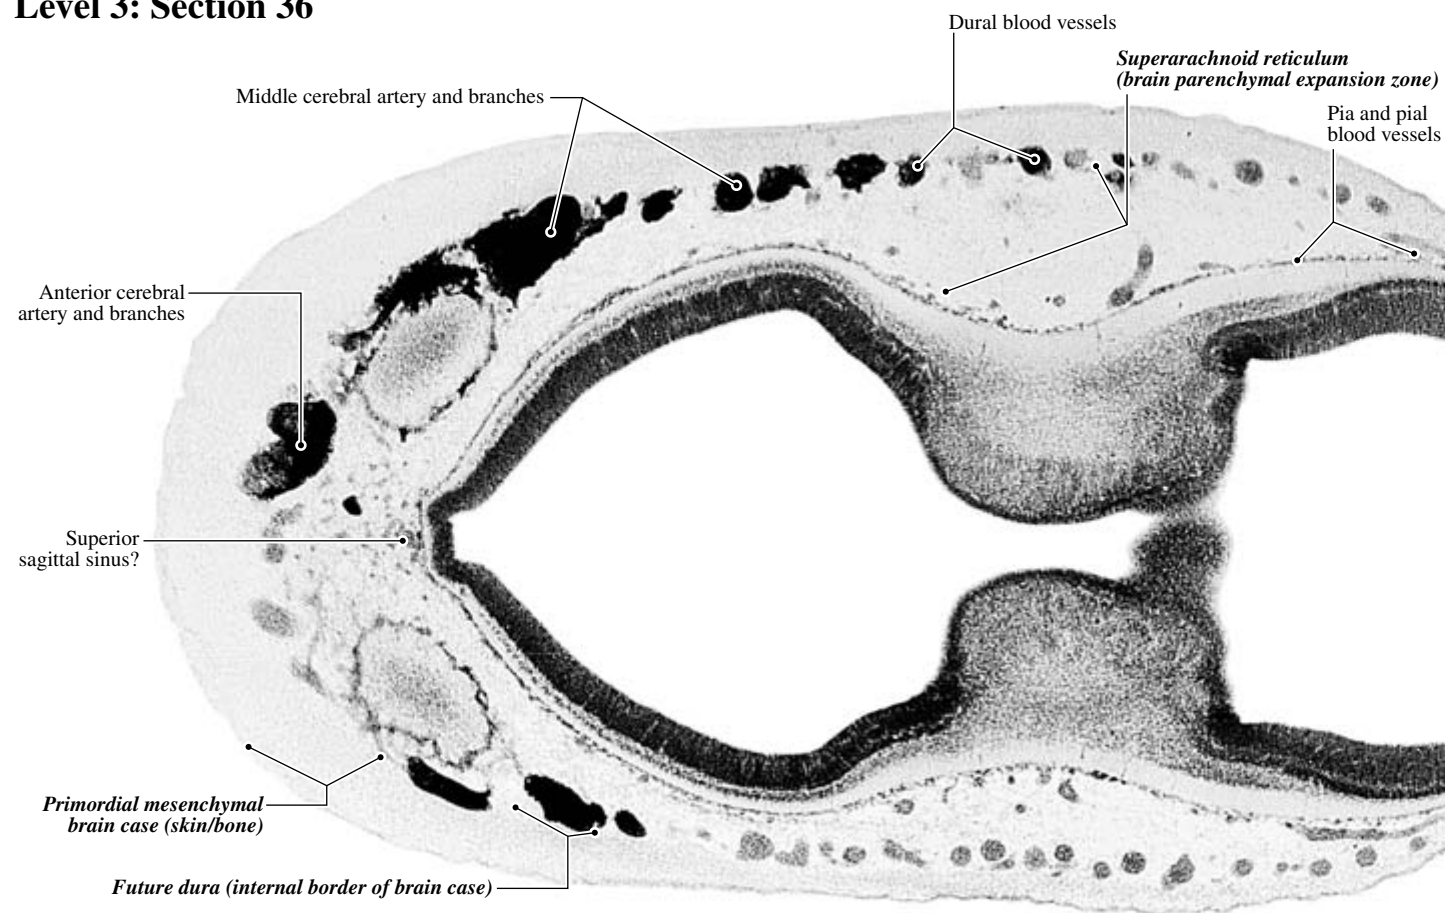 Level 3: Section 36
Dural blood vessels
Superarachnoid reticulum
(brain parenchymal expansion zone)
Middle cerebral artery and branches
Pia and pial
blood vessels
Anterior cerebral
artery and branches
Superior
sagittal sinus?
Primordial mesenchymal
brain case (skin/bone)
Future dura (internal border of brain case)